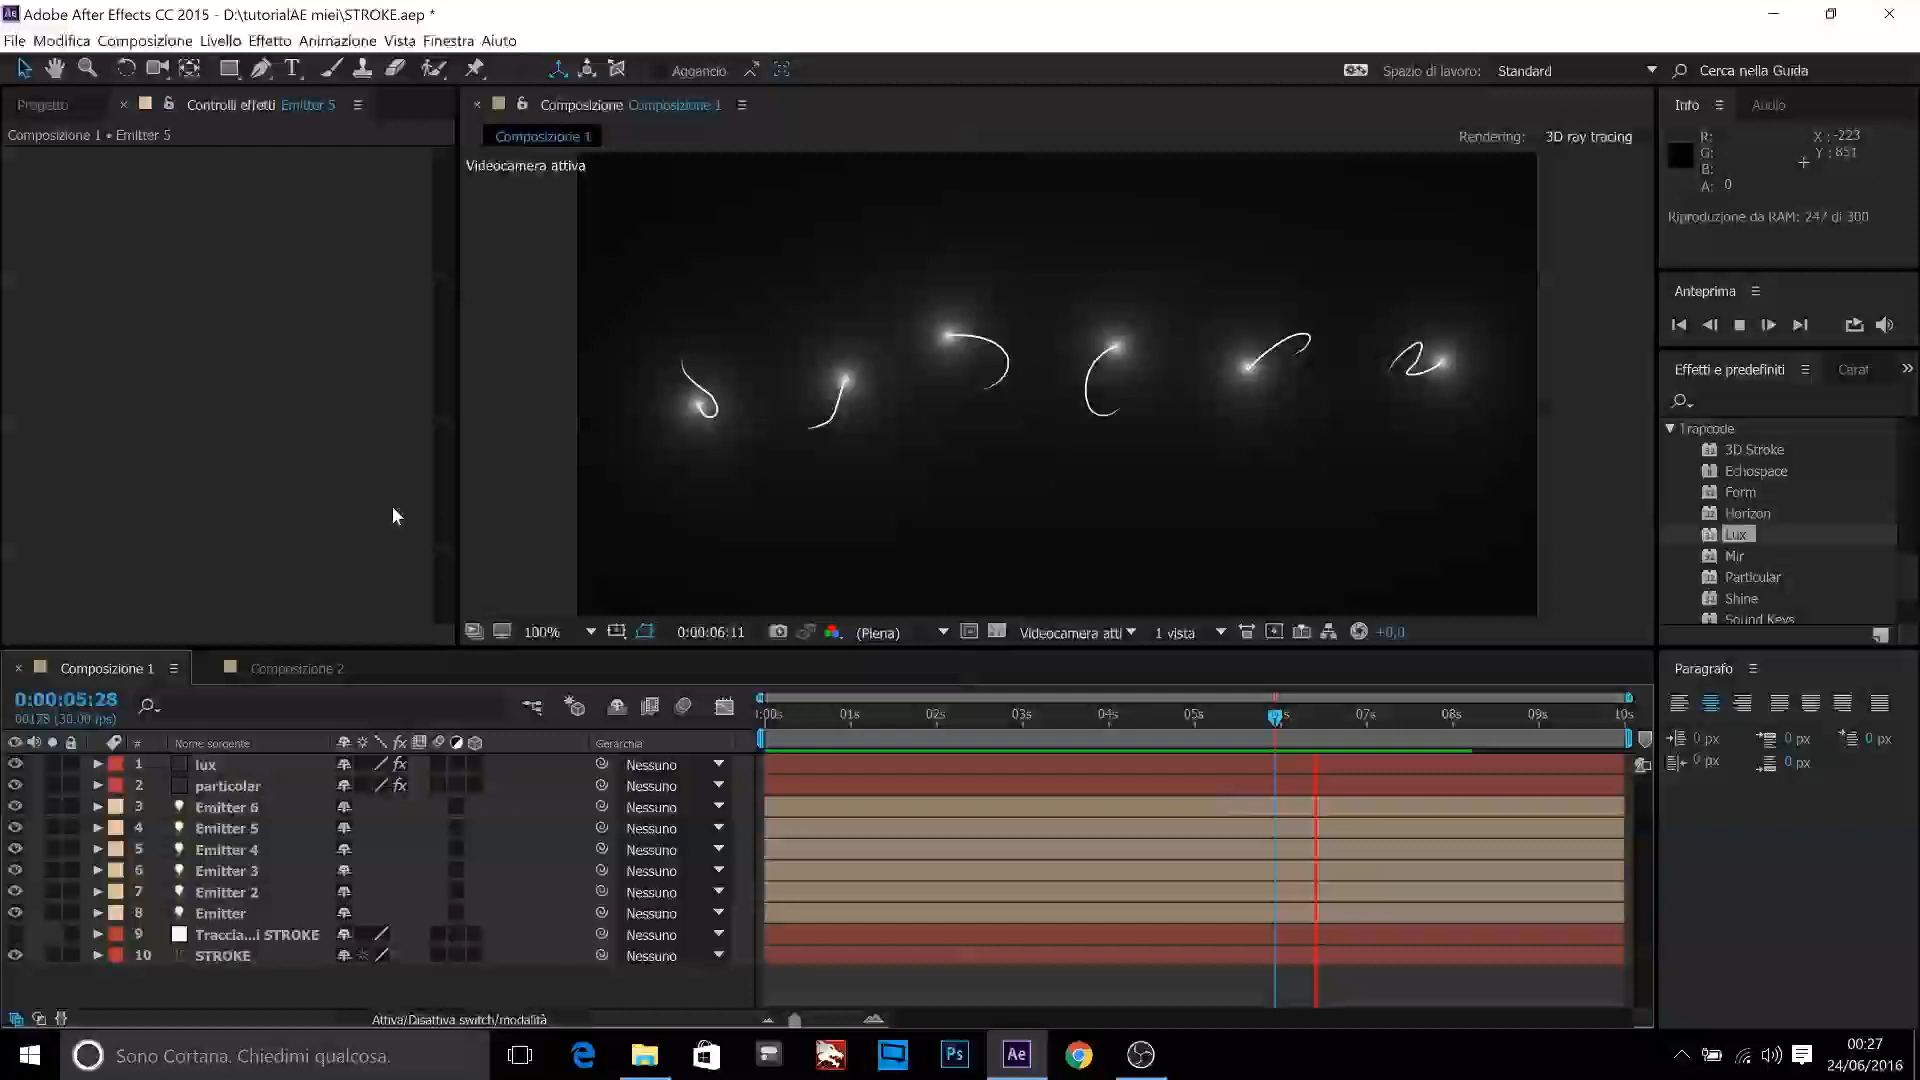 Adobe After Effects CC 2015 - D:\tutorialAE miei\STROKE.aep *
File Modifica Composizione Livello Effetto Animazione Vista Finestra Aiuto
Aggancio
Spazio di lavoro: Standard
Cerca nella Guida
Progetto
Controlli effetti Emitter 5
Composizione Composizione 1
Info
Audio
Composizione 1 • Emitter 5
Composizione 1
Rendering: 3D ray tracing
R:
G:
B:
A: 0
X : -223
Y : 851
Videocamera attiva
Riproduzione da RAM: 247 di 300
Anteprima
Effetti e predefiniti
Carat
Trapcode
3D Stroke
Echospace
Form
Horizon
Lux
Mir
Particular
Shine
Sound Keys
100%
0:00:06:11
(Piena)
Videocamera atti
1 vista
+0,0
Composizione 1
Composizione 2
Paragrafo
0:00:05:28
00178 (30.00 fps)
:00s 01s 02s 03s 04s 05s 07s 08s 09s 10s
# Nome sorgente
Gerarchia
1 lux Nessuno
2 particolar Nessuno
3 Emitter 6 Nessuno
4 Emitter 5 Nessuno
5 Emitter 4 Nessuno
6 Emitter 3 Nessuno
7 Emitter 2 Nessuno
8 Emitter Nessuno
9 Traccia...i STROKE Nessuno
10 STROKE Nessuno
0 px 0 px 0 px
0 px 0 px
Attiva/Disattiva switch/modalità
Sono Cortana. Chiedimi qualcosa.
Ps
Ae
00:27
24/06/2016